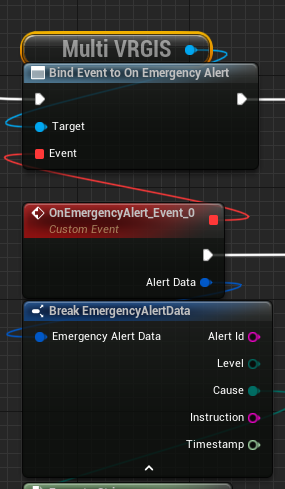 Multi VRGIS
Bind Event to On Emergency Alert
Target
Event
OnEmergencyAlert_Event_0
Custom Event
Alert Data
Break EmergencyAlertData
Emergency Alert Data
Alert Id
Level
Cause
Instruction
Timestamp